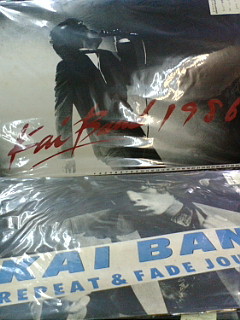 Kai Band 1986
KAI BAN
REPEAT & FADE JOU